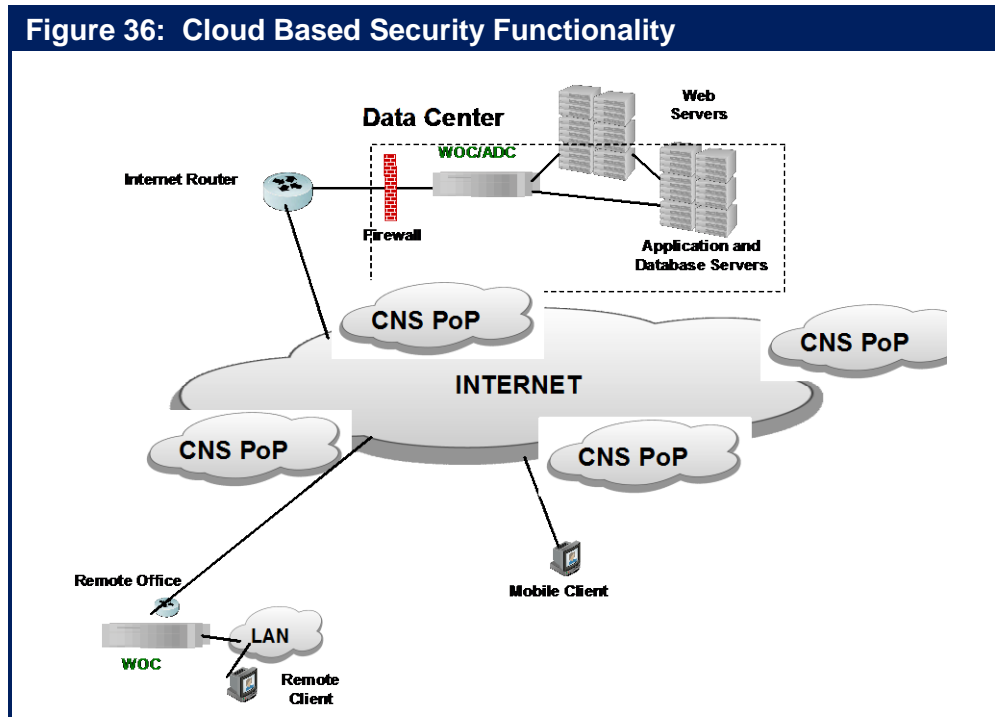 Figure 36: Cloud Based Security Functionality
Web
Servers
Data Center
WOC/ADC
Internet Router
Firewall
Application and
Database Servers
CNS PoP
CNS PoP
INTERNET
CNS PoP
CNS PoP
Remote Office
Mobile Client
LAN
WOC
Remote
Client